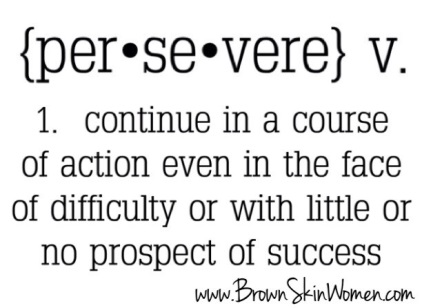 {per•se•vere} v.
1. continue in a course
of action even in the face
of difficulty or with little or
no prospect of success
www.BrownSkinWomen.com